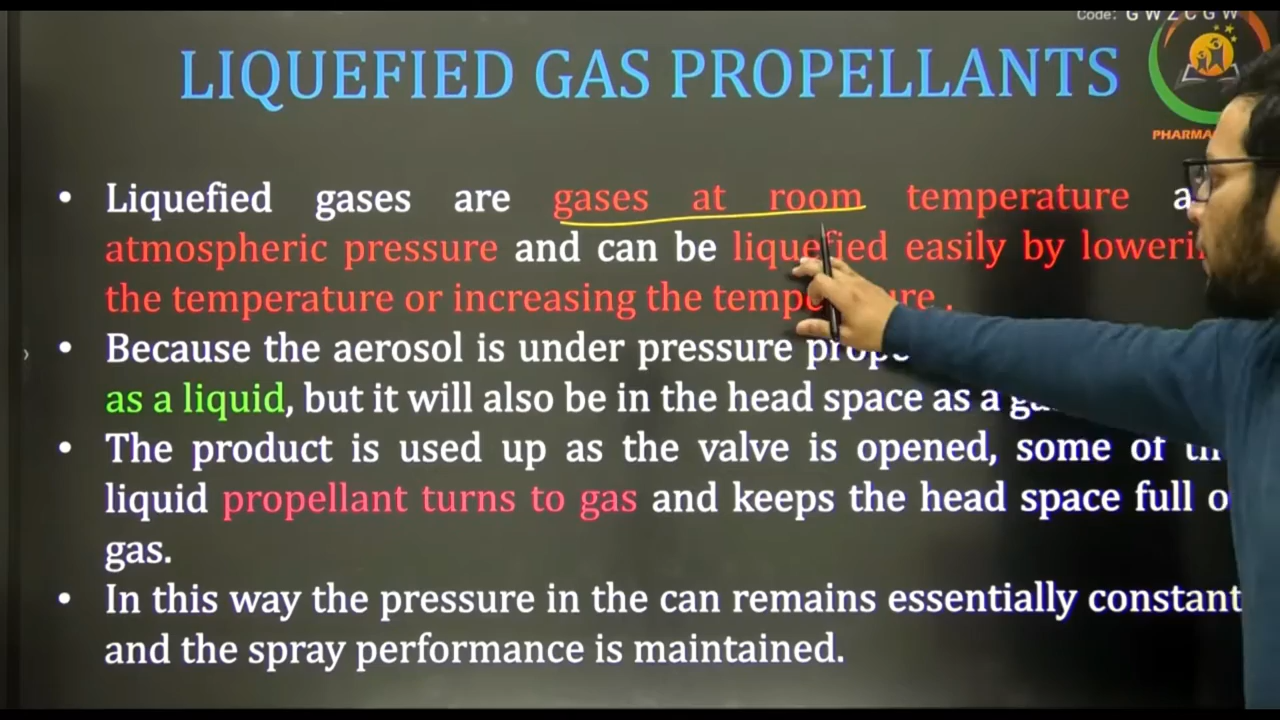 Code: G W Z C G W
LIQUEFIED GAS PROPELLANTS
PHARMA
• Liquefied gases are gases at room temperature a
atmospheric pressure and can be liquefied easily by loweri
the temperature or increasing the temp ure .
• Because the aerosol is under pressure prope
as a liquid, but it will also be in the head space as a ga
• The product is used up as the valve is opened, some of th
liquid propellant turns to gas and keeps the head space full o
gas.
• In this way the pressure in the can remains essentially constant
and the spray performance is maintained.